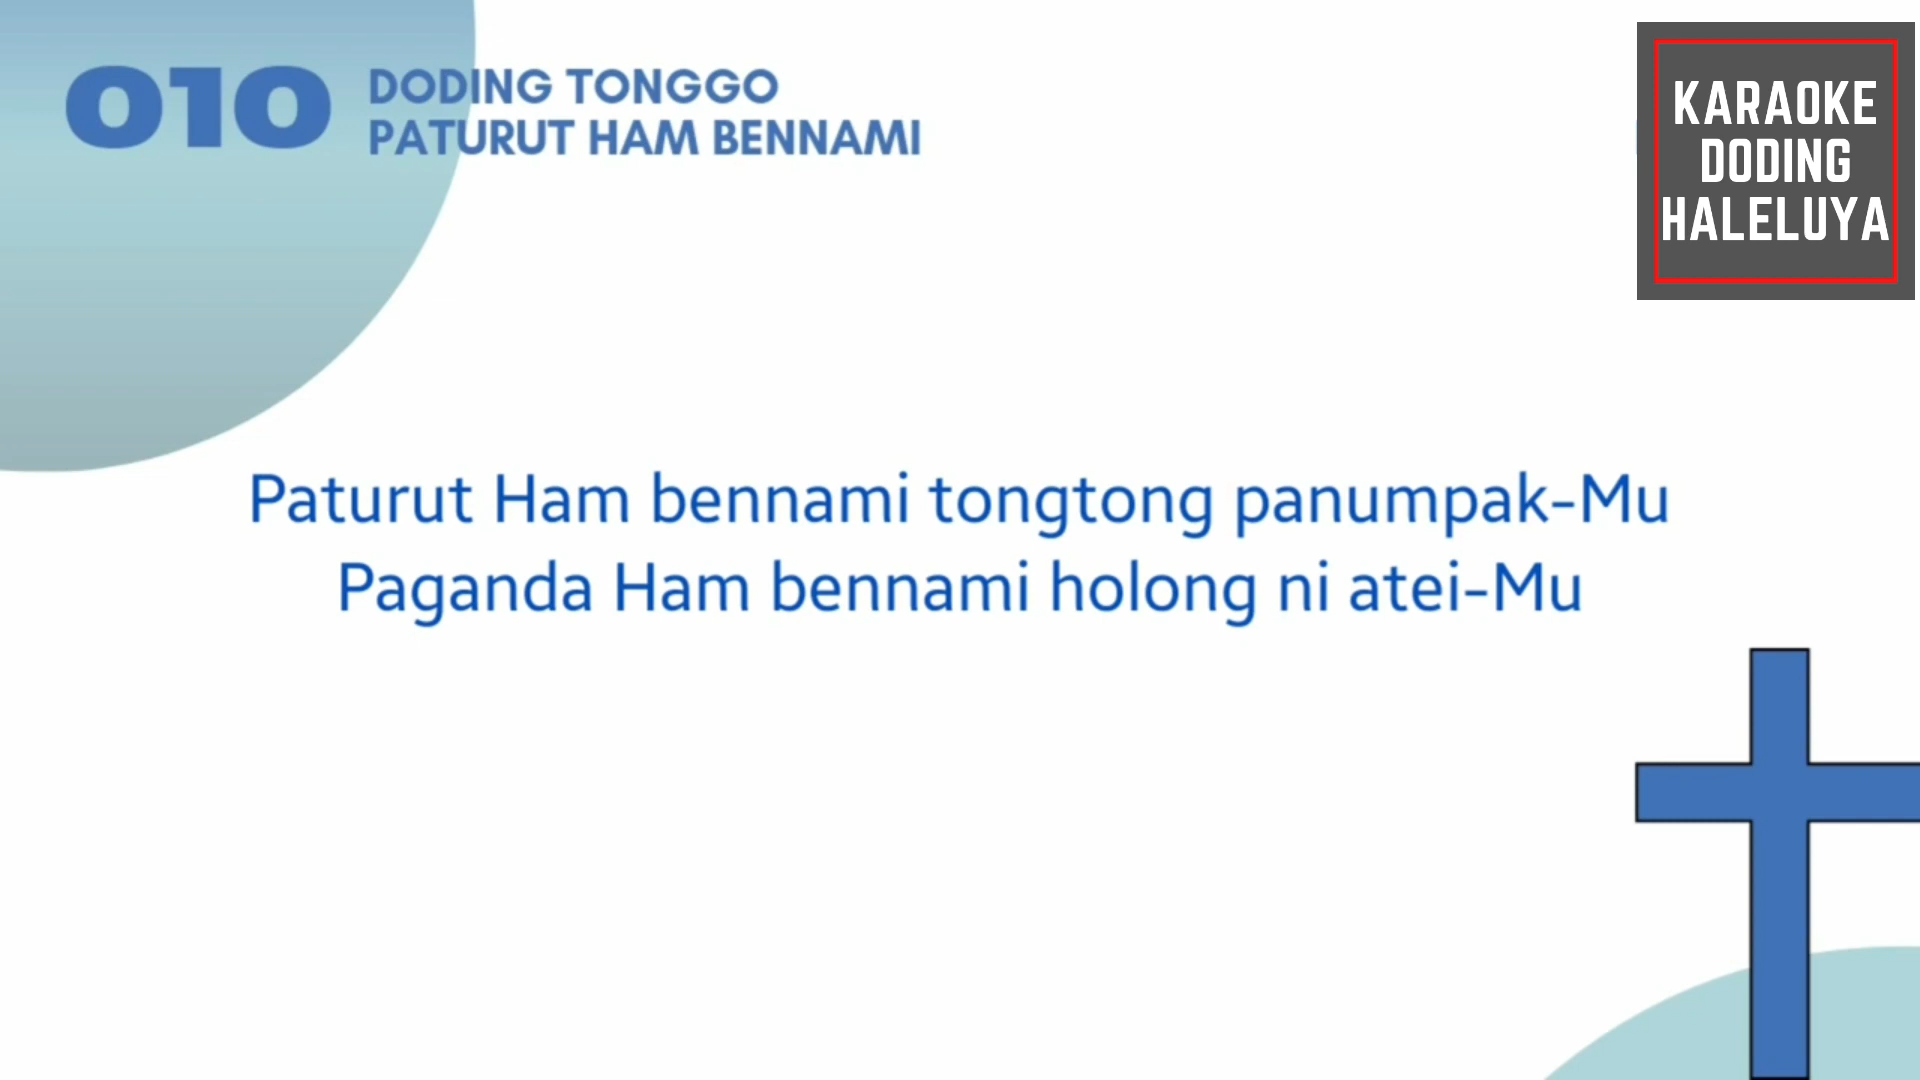 010
DODING TONGGO
PATURUT HAM BENNAMI
KARAOKE
DODING
HALELUYA
Paturut Ham bennami tongtong panumpak-Mu
Paganda Ham bennami holong ni atei-Mu